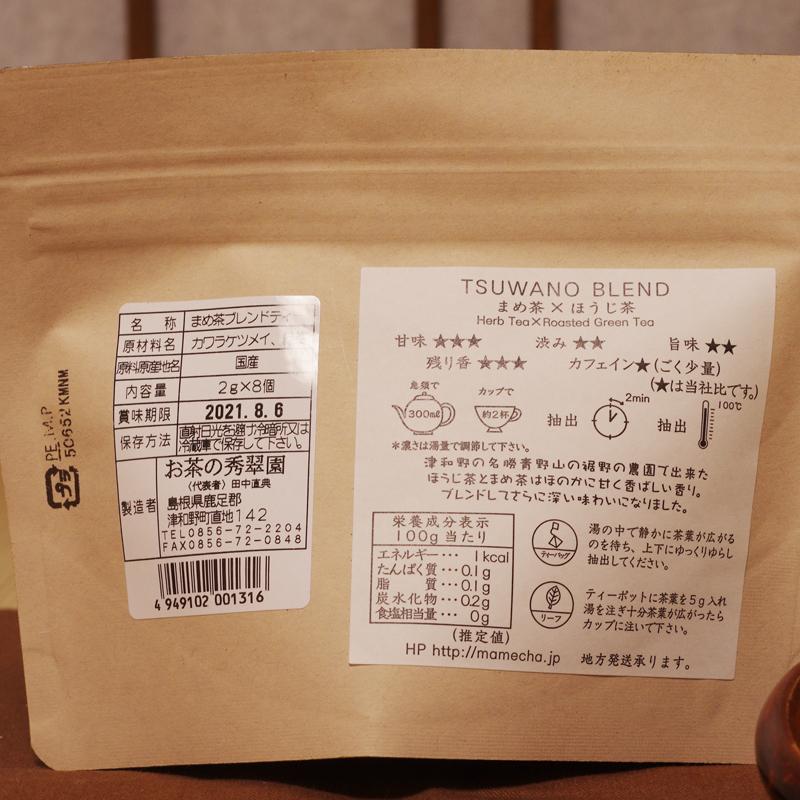 PE .M.P
50652 KMNM
プラ
名 称 まめ茶ブレンドティ
原材料名 カワラケツメイ、
原料原産地名 国産
内容量 2g×8個
賞味期限 2021. 8. 6
保存方法 直射日光を避け冷暗所又は
冷蔵庫で保存して下さい。
製造者 お茶の秀翠園
〈代表者〉田中直典
島根県鹿足郡
津和野町直地142
TEL0856-72-2204
FAX0856-72-0848
4 949102 001316
TSUWANO BLEND
まめ茶×ほうじ茶
Herb Tea×Roasted Green Tea
甘味 ★★★ 渋み ★★ 旨味 ★★
残り香 ★★★ カフェイン★(ごく少量)
(★は当社比です。)
急須で カップで
300ml 約2杯 抽出 2min 抽出 100℃
*濃さは湯量で調節して下さい。
津和野の名勝青野山の裾野の農園で出来た
ほうじ茶とまめ茶はほのかに甘く香ばしい香り。
ブレンドしてさらに深い味わいになりました。
栄養成分表示
100g当たり
エネルギー・・・ 1kcal
たんぱく質・・・0.1g
脂 質・・・0.1g
炭水化物・・・0.2g
食塩相当量・・・ 0g
(推定値)
ティーバッグ
湯の中で静かに茶葉が広がる
のを待ち、上下にゆっくりゆらし
抽出してください。
リーフ
ティーポットに茶葉を5g入れ
湯を注ぎ十分茶葉が広がったら
カップに注いで下さい。
HP http://mamecha.jp 地方発送承ります。